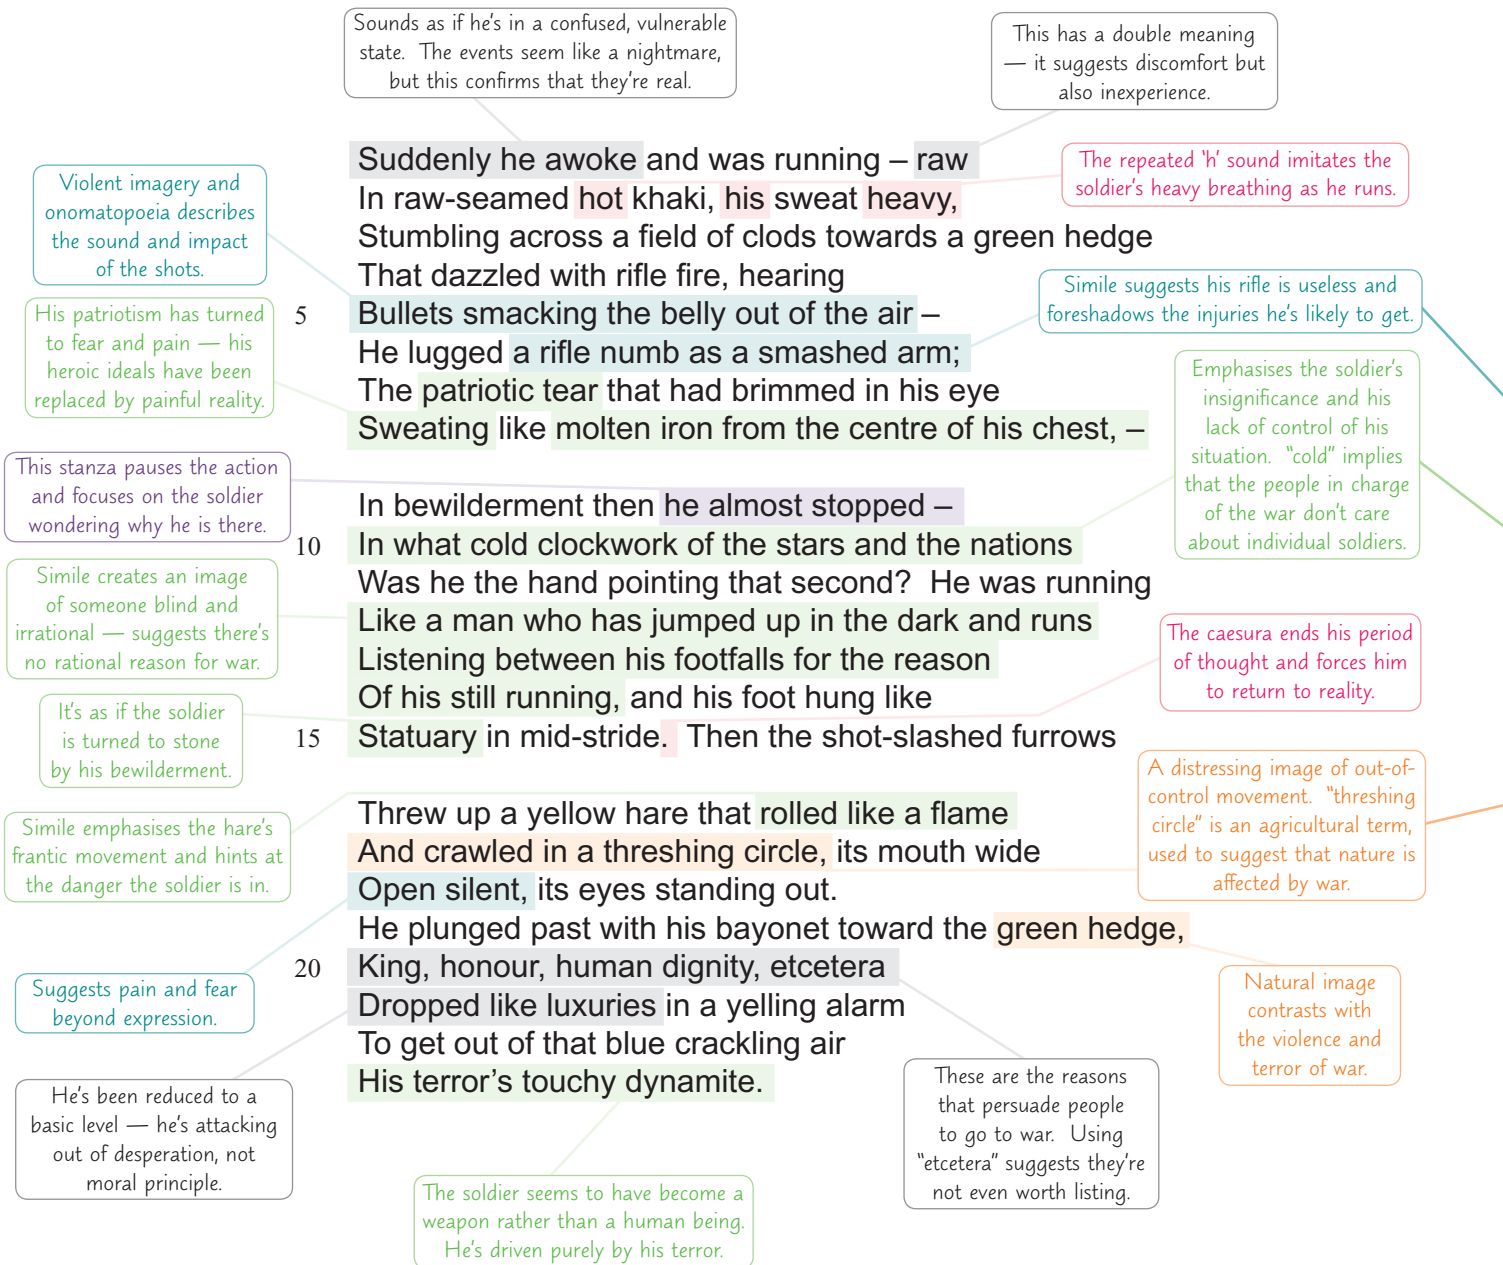 Sounds as if he's in a confused, vulnerable
state. The events seem like a nightmare,
but this confirms that they're real.
This has a double meaning
— it suggests discomfort but
also inexperience.
Suddenly he awoke and was running – raw
In raw-seamed hot khaki, his sweat heavy,
Stumbling across a field of clods towards a green hedge
That dazzled with rifle fire, hearing
5 Bullets smacking the belly out of the air –
He lugged a rifle numb as a smashed arm;
The patriotic tear that had brimmed in his eye
Sweating like molten iron from the centre of his chest, –
In bewilderment then he almost stopped –
10 In what cold clockwork of the stars and the nations
Was he the hand pointing that second? He was running
Like a man who has jumped up in the dark and runs
Listening between his footfalls for the reason
Of his still running, and his foot hung like
15 Statuary in mid-stride. Then the shot-slashed furrows
Threw up a yellow hare that rolled like a flame
And crawled in a threshing circle, its mouth wide
Open silent, its eyes standing out.
He plunged past with his bayonet toward the green hedge,
20 King, honour, human dignity, etcetera
Dropped like luxuries in a yelling alarm
To get out of that blue crackling air
His terror's touchy dynamite.
Violent imagery and
onomatopoeia describes
the sound and impact
of the shots.
His patriotism has turned
to fear and pain — his
heroic ideals have been
replaced by painful reality.
This stanza pauses the action
and focuses on the soldier
wondering why he is there.
Simile creates an image
of someone blind and
irrational — suggests there's
no rational reason for war.
It's as if the soldier
is turned to stone
by his bewilderment.
Simile emphasises the hare's
frantic movement and hints at
the danger the soldier is in.
Suggests pain and fear
beyond expression.
He's been reduced to a
basic level — he's attacking
out of desperation, not
moral principle.
The repeated 'h' sound imitates the
soldier's heavy breathing as he runs.
Simile suggests his rifle is useless and
foreshadows the injuries he's likely to get.
Emphasises the soldier's
insignificance and his
lack of control of his
situation. "cold" implies
that the people in charge
of the war don't care
about individual soldiers.
The caesura ends his period
of thought and forces him
to return to reality.
A distressing image of out-of-
control movement. "threshing
circle" is an agricultural term,
used to suggest that nature is
affected by war.
Natural image
contrasts with
the violence and
terror of war.
These are the reasons
that persuade people
to go to war. Using
"etcetera" suggests they're
not even worth listing.
The soldier seems to have become a
weapon rather than a human being.
He's driven purely by his terror.